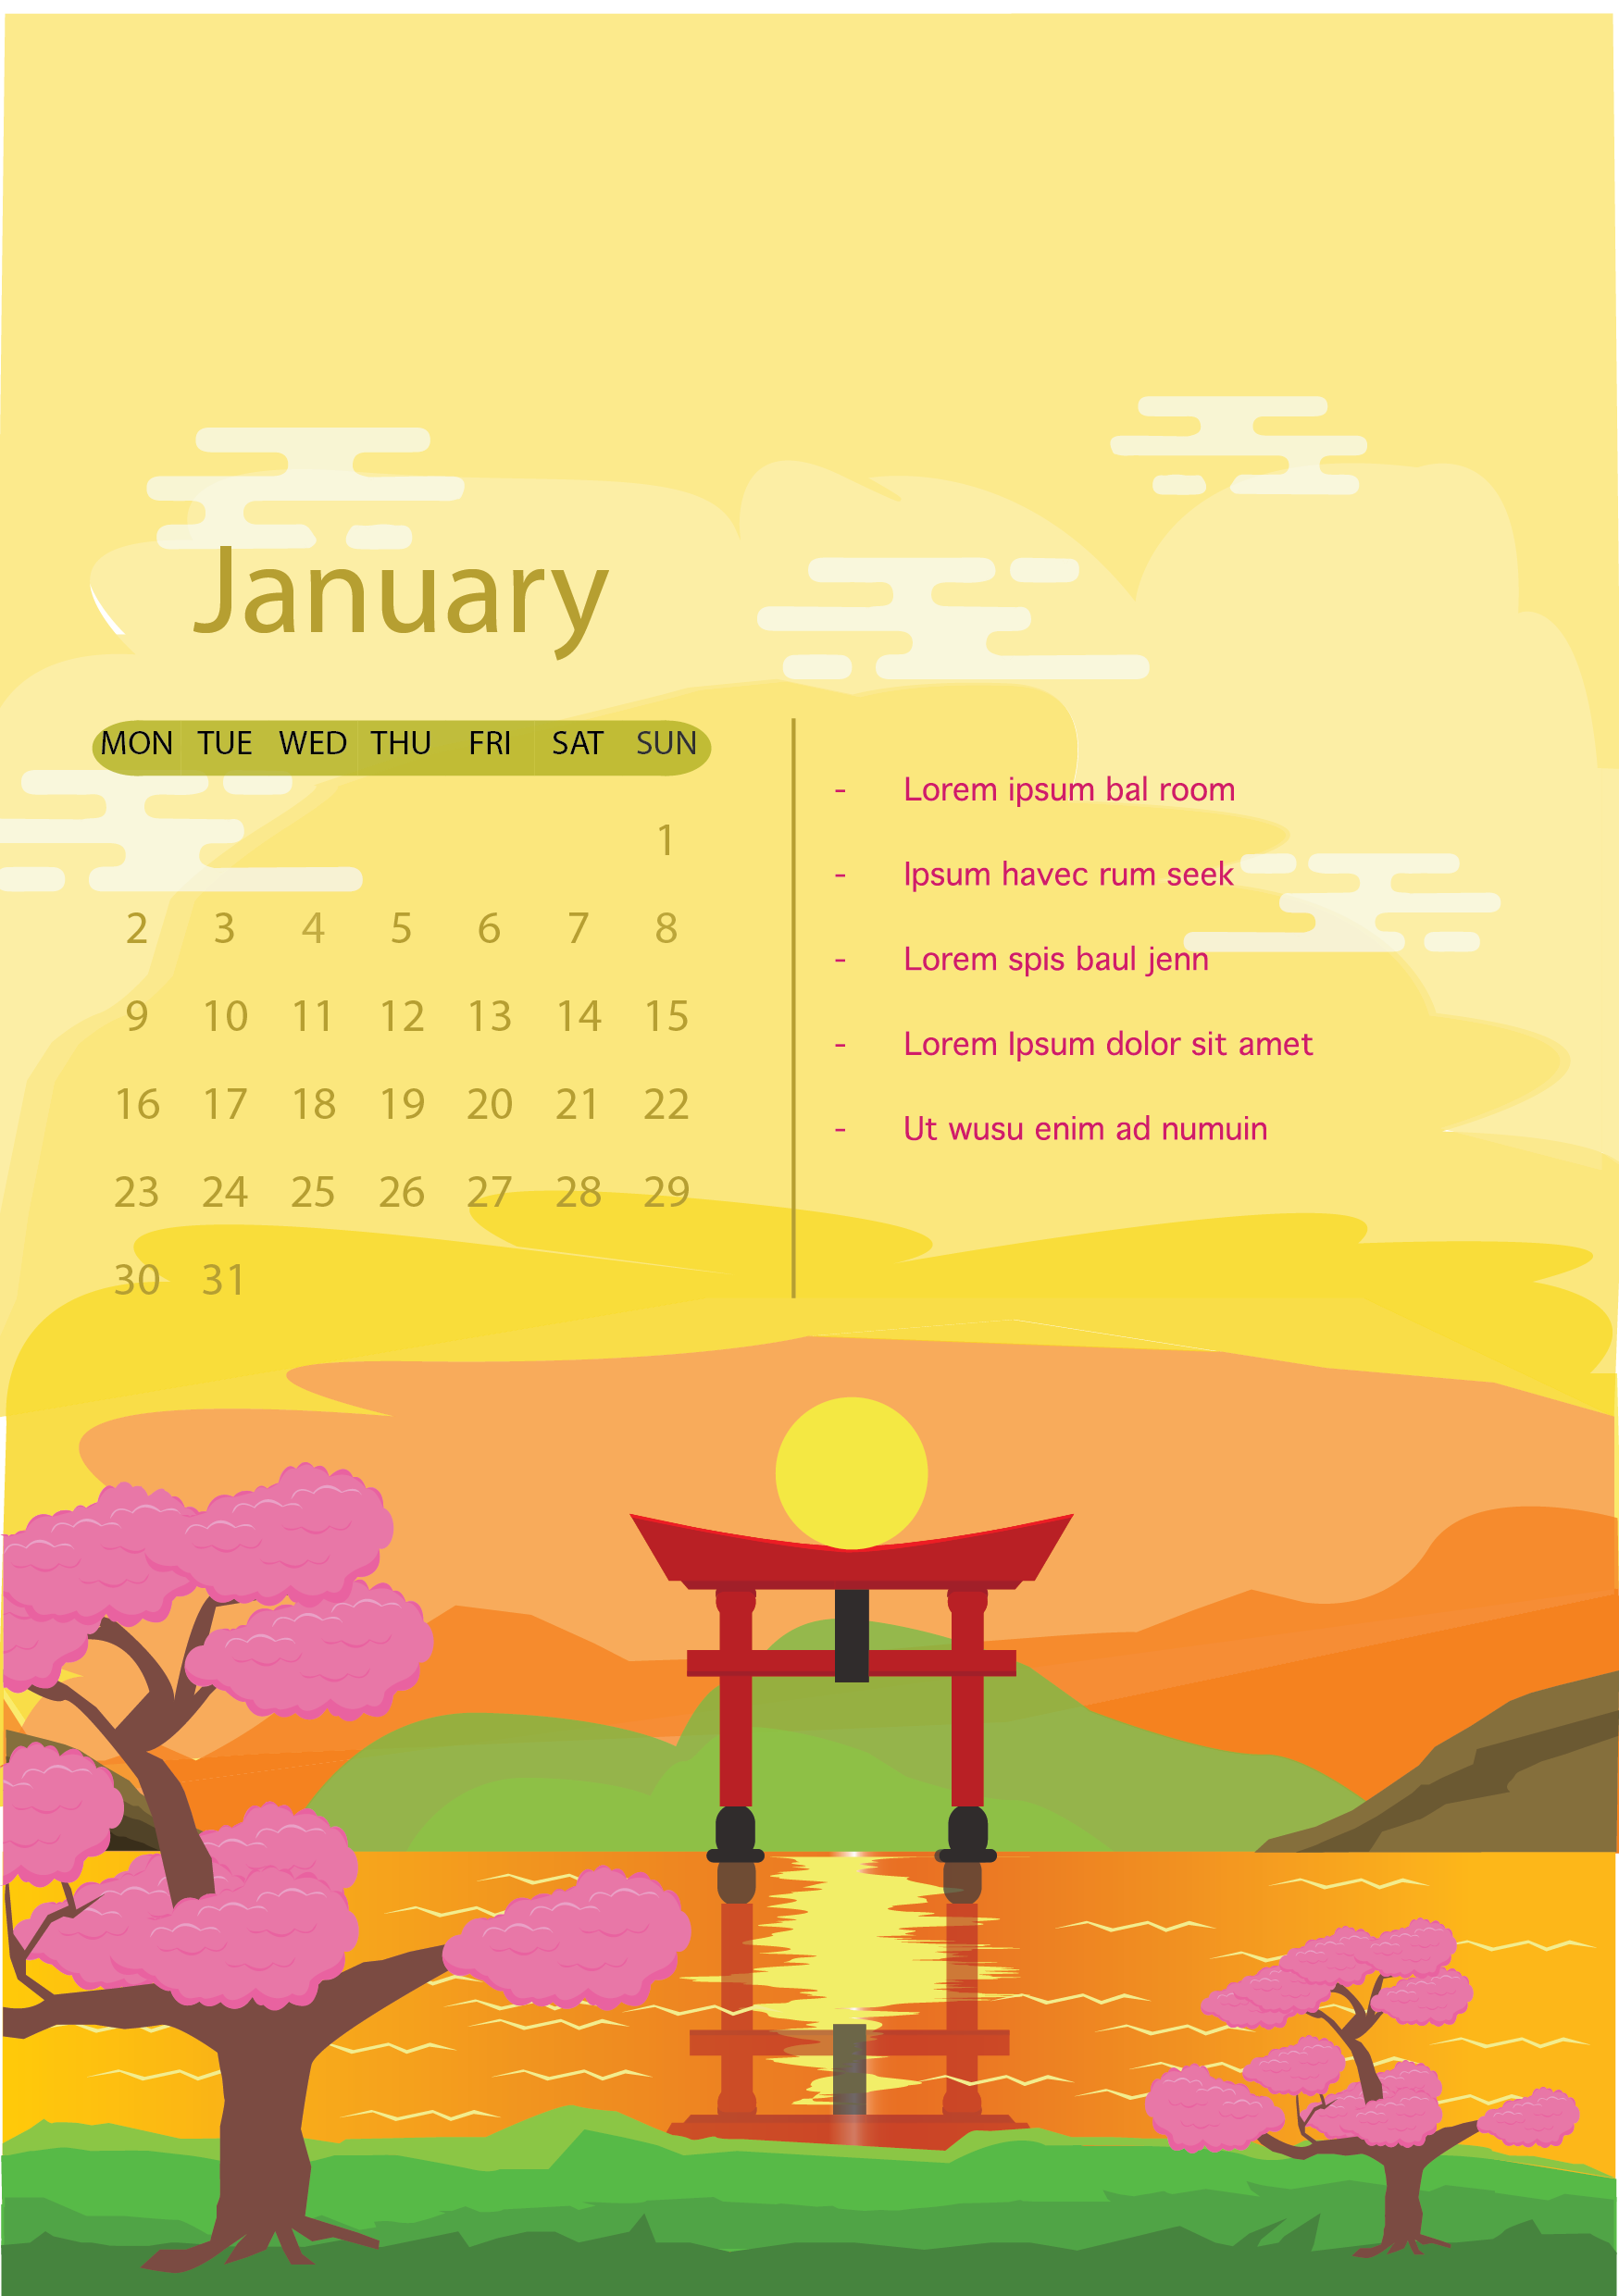 January
MON TUE WED THU FRI SAT SUN
1
2 3 4 5 6 7 8
9 10 11 12 13 14 15
16 17 18 19 20 21 22
23 24 25 26 27 28 29
30 31
- Lorem ipsum bal room
- Ipsum havec rum seek
- Lorem spis baul jenn
- Lorem Ipsum dolor sit amet
- Ut wusu enim ad numuin